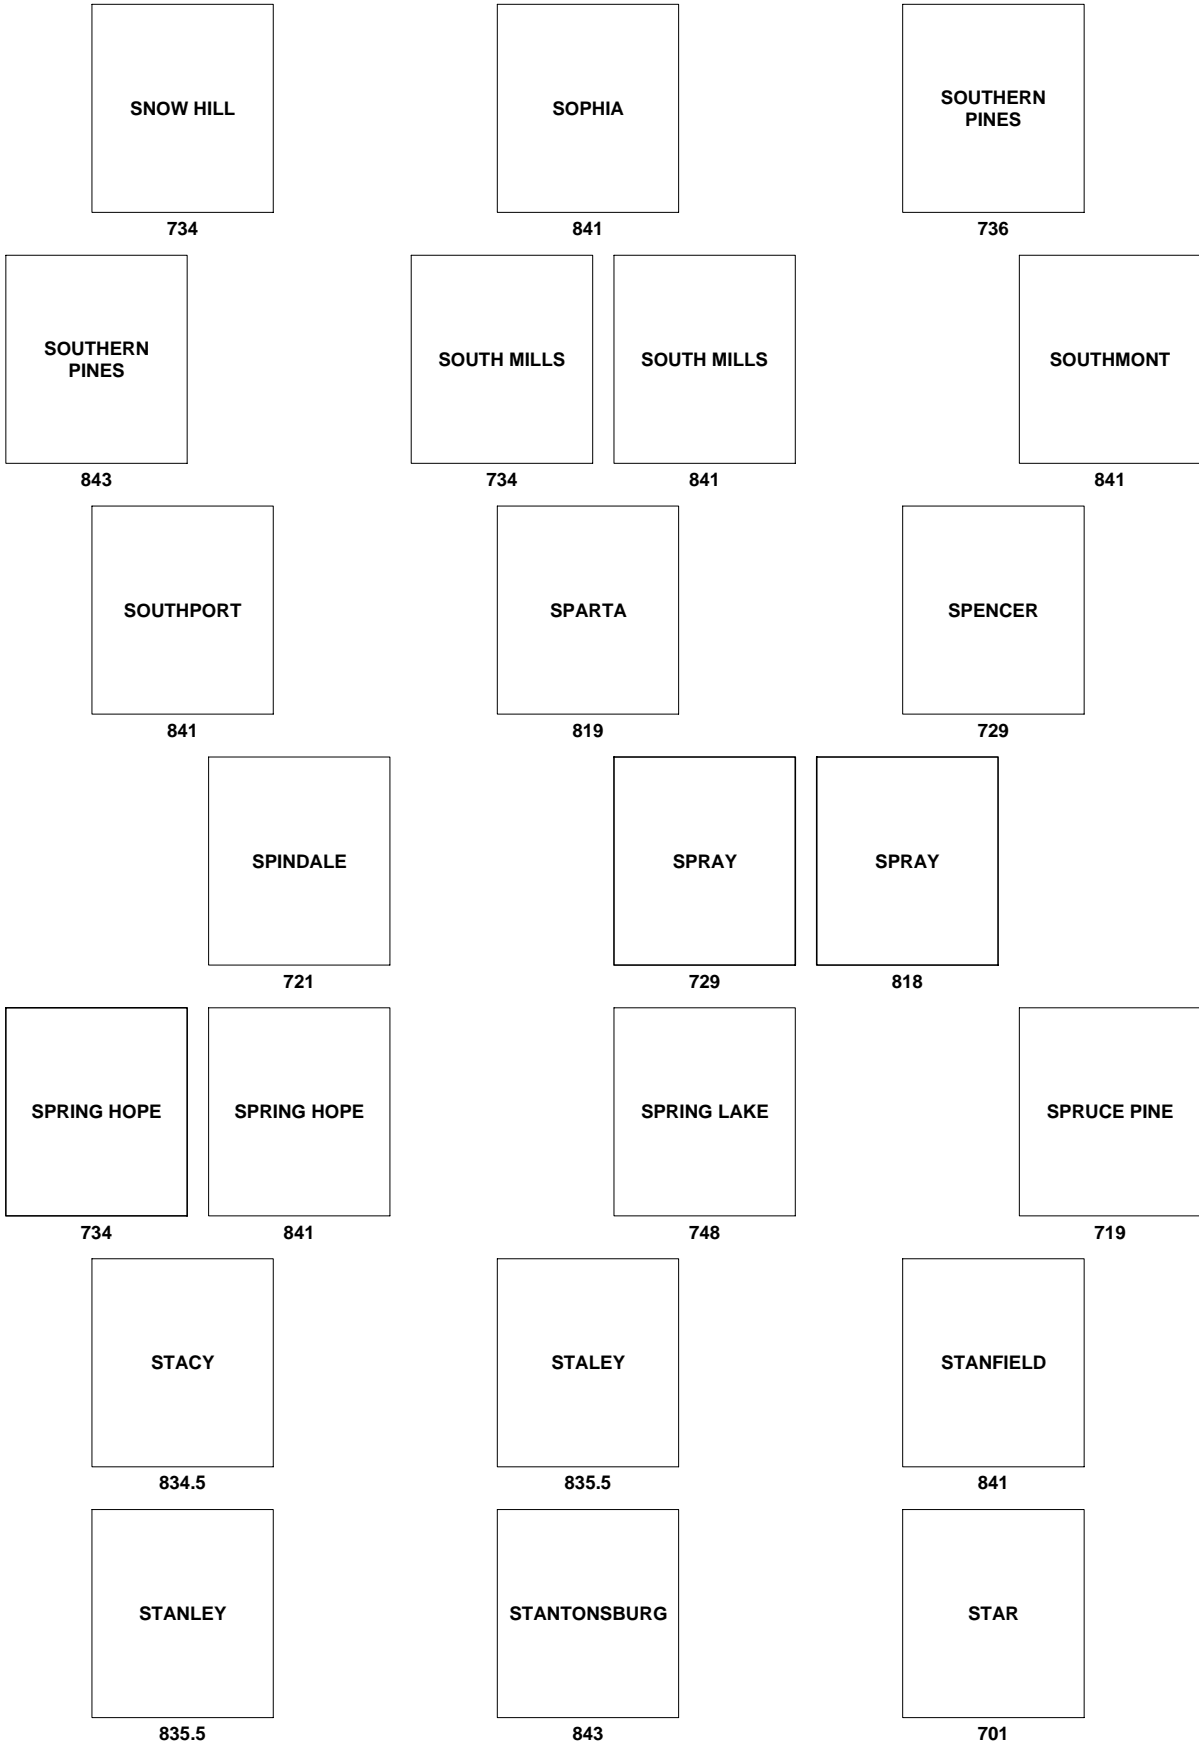 SNOW HILL
734
SOPHIA
841
SOUTHERN
PINES
736
SOUTHERN
PINES
843
SOUTH MILLS
734
SOUTH MILLS
841
SOUTHMONT
841
SOUTHPORT
841
SPARTA
819
SPENCER
729
SPINDALE
721
SPRAY
729
SPRAY
818
SPRING HOPE
734
SPRING HOPE
841
SPRING LAKE
748
SPRUCE PINE
719
STACY
834.5
STALEY
835.5
STANFIELD
841
STANLEY
835.5
STANTONSBURG
843
STAR
701